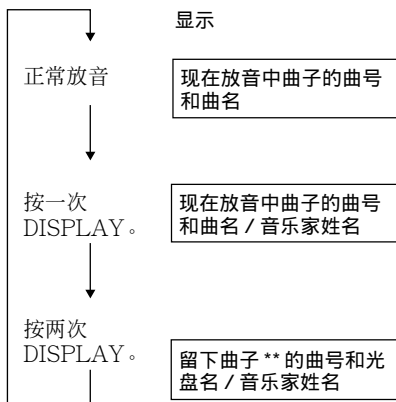 显示
正常放音
现在放音中曲子的曲号
和曲名
按一次
DISPLAY。
现在放音中曲子的曲号
和曲名 / 音乐家姓名
按两次
DISPLAY。
留下曲子 ** 的曲号和光
盘名 / 音乐家姓名